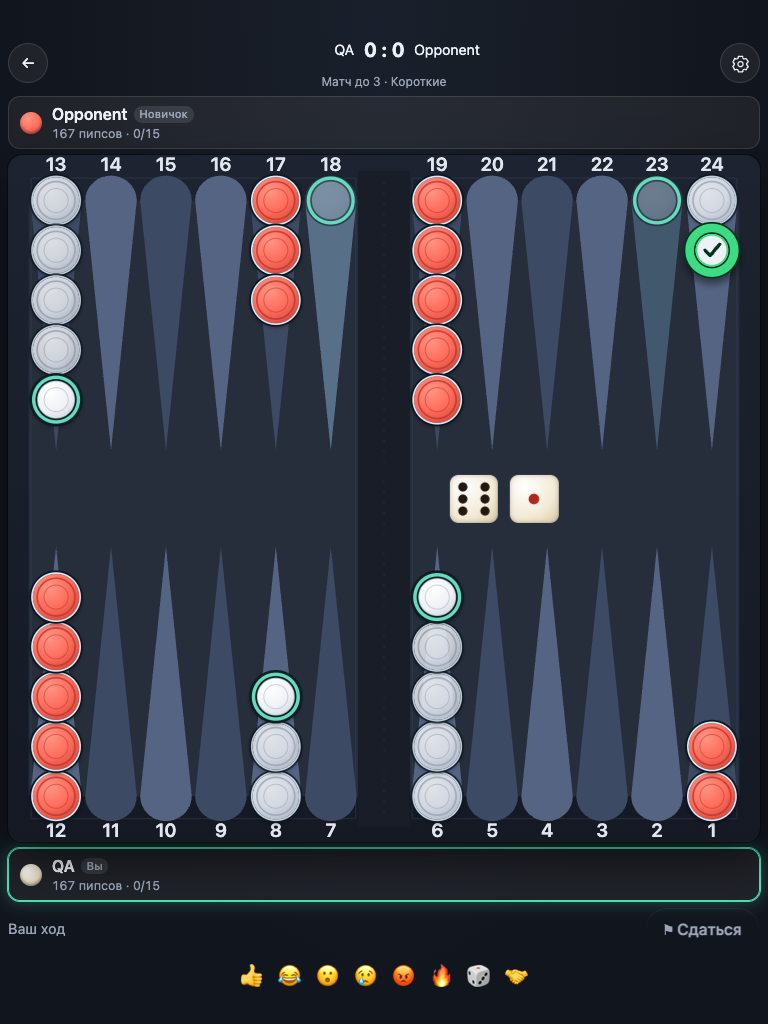 QA 0 : 0 Opponent
Матч до 3 · Короткие
Opponent Новичок
167 пипсов · 0/15
13 14 15 16 17 18 19 20 21 22 23 24
12 11 10 9 8 7 6 5 4 3 2 1
QA Вы
167 пипсов · 0/15
Ваш ход
Сдаться